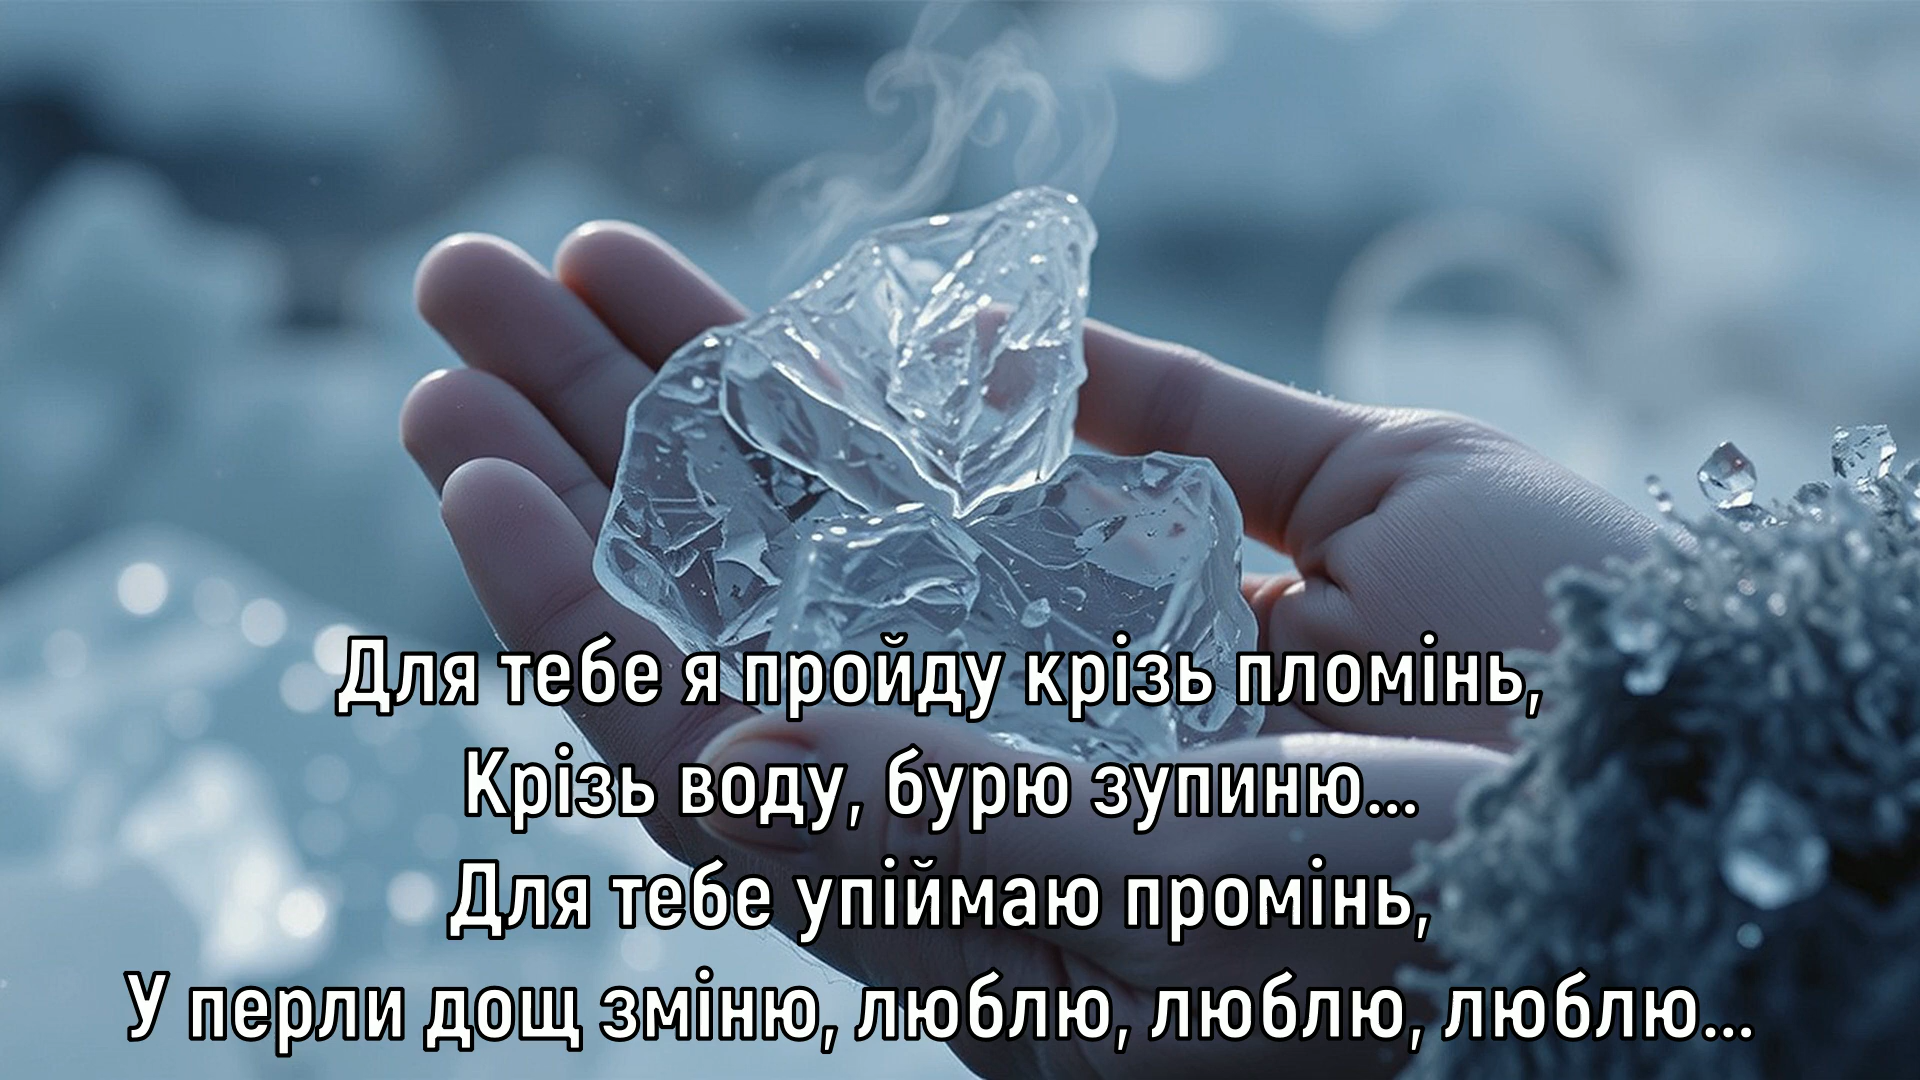 Для тебе я пройду крізь пломінь,
Крізь воду, бурю зупиню...
Для тебе упіймаю промінь,
У перли дощ зміню, люблю, люблю, люблю...